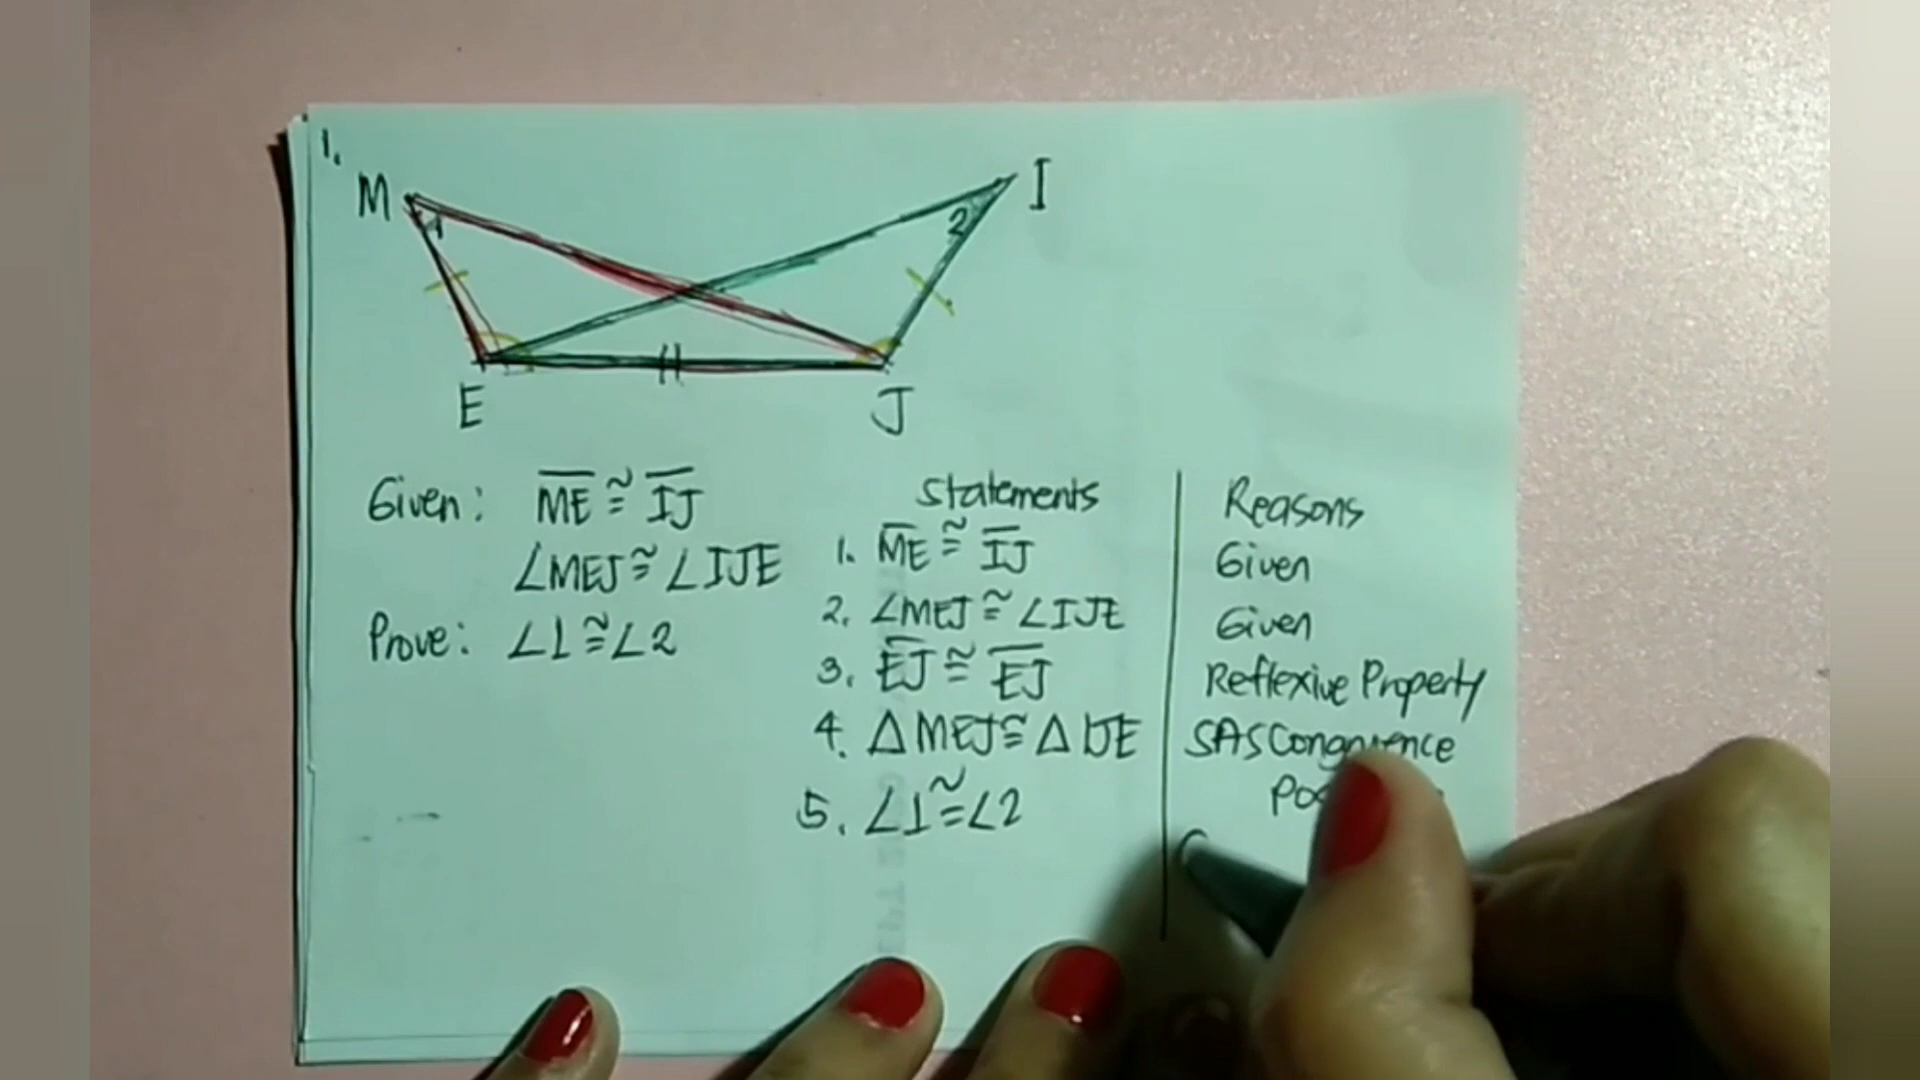 1.
M
I
1
2
E
J
Given: ME ≅ IJ
∠MEJ ≅ ∠IJE
Prove: ∠1 ≅ ∠2
Statements
Reasons
1. ME ≅ IJ
Given
2. ∠MEJ ≅ ∠IJE
Given
3. EJ ≅ EJ
Reflexive Property
4. △MEJ ≅ △IJE
SAS Congruence
5. ∠1 ≅ ∠2